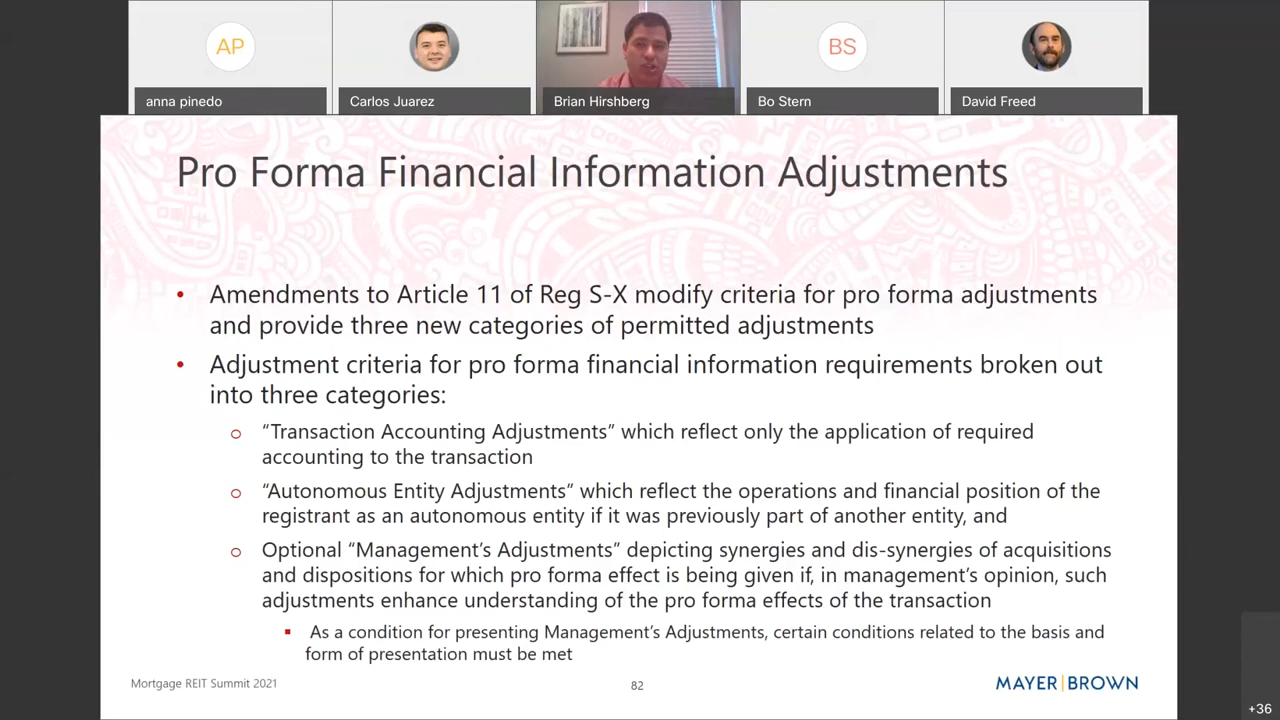 AP
BS
anna pinedo
Carlos Juarez
Brian Hirshberg
Bo Stern
David Freed
Pro Forma Financial Information Adjustments
• Amendments to Article 11 of Reg S-X modify criteria for pro forma adjustments
and provide three new categories of permitted adjustments
• Adjustment criteria for pro forma financial information requirements broken out
into three categories:
o “Transaction Accounting Adjustments” which reflect only the application of required
accounting to the transaction
o “Autonomous Entity Adjustments” which reflect the operations and financial position of the
registrant as an autonomous entity if it was previously part of another entity, and
o Optional “Management’s Adjustments” depicting synergies and dis-synergies of acquisitions
and dispositions for which pro forma effect is being given if, in management’s opinion, such
adjustments enhance understanding of the pro forma effects of the transaction
▪ As a condition for presenting Management’s Adjustments, certain conditions related to the basis and
form of presentation must be met
Mortgage REIT Summit 2021
82
MAYER|BROWN
+36